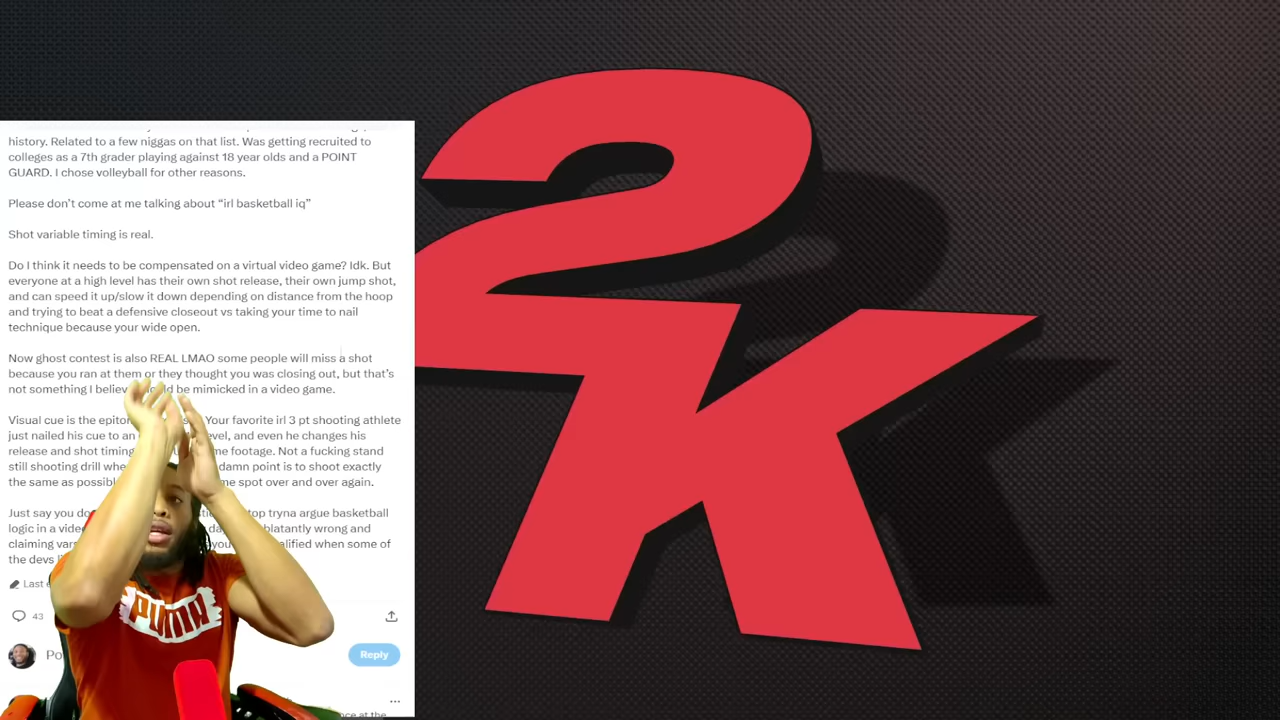 history. Related to a few niggas on that list. Was getting recruited to
colleges as a 7th grader playing against 18 year olds and a POINT
GUARD. I chose volleyball for other reasons.
Please don't come at me talking about “irl basketball iq”
Shot variable timing is real.
Do I think it needs to be compensated on a virtual video game? Idk. But
everyone at a high level has their own shot release, their own jump shot,
and can speed it up/slow it down depending on distance from the hoop
and trying to beat a defensive closeout vs taking your time to nail
technique because your wide open.
Now ghost contest is also REAL LMAO some people will miss a shot
because you ran at them or they thought you was closing out, but that's
not something I believ be mimicked in a video game.
Visual cue is the Your favorite irl 3 pt shooting athlete
just nailed his cue to an evel, and even he changes his
release and shot timing me footage. Not a fucking stand
still shooting drill damn point is to shoot exactly
the same as possibl me spot over and over again.
Just say you top tryna argue basketball
logic in a vide blatantly wrong and
claiming alified when some of
the devs
Last
43
Po
Reply
...
nce at the
PUMA
2K